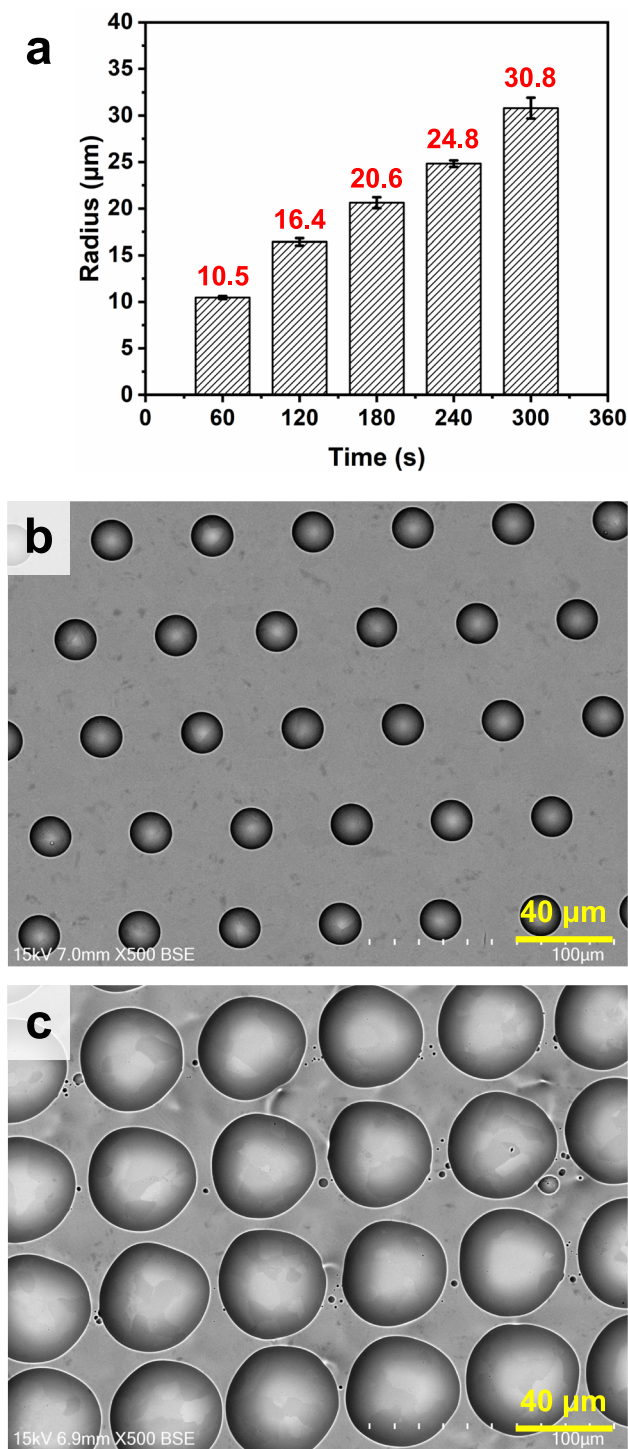 a
40
35
30
25
20
15
10
5
0
Radius (µm)
10.5
16.4
20.6
24.8
30.8
0 60 120 180 240 300 360
Time (s)
b
40 µm
15kV 7.0mm X500 BSE
100µm
c
40 µm
15kV 6.9mm X500 BSE
100µm